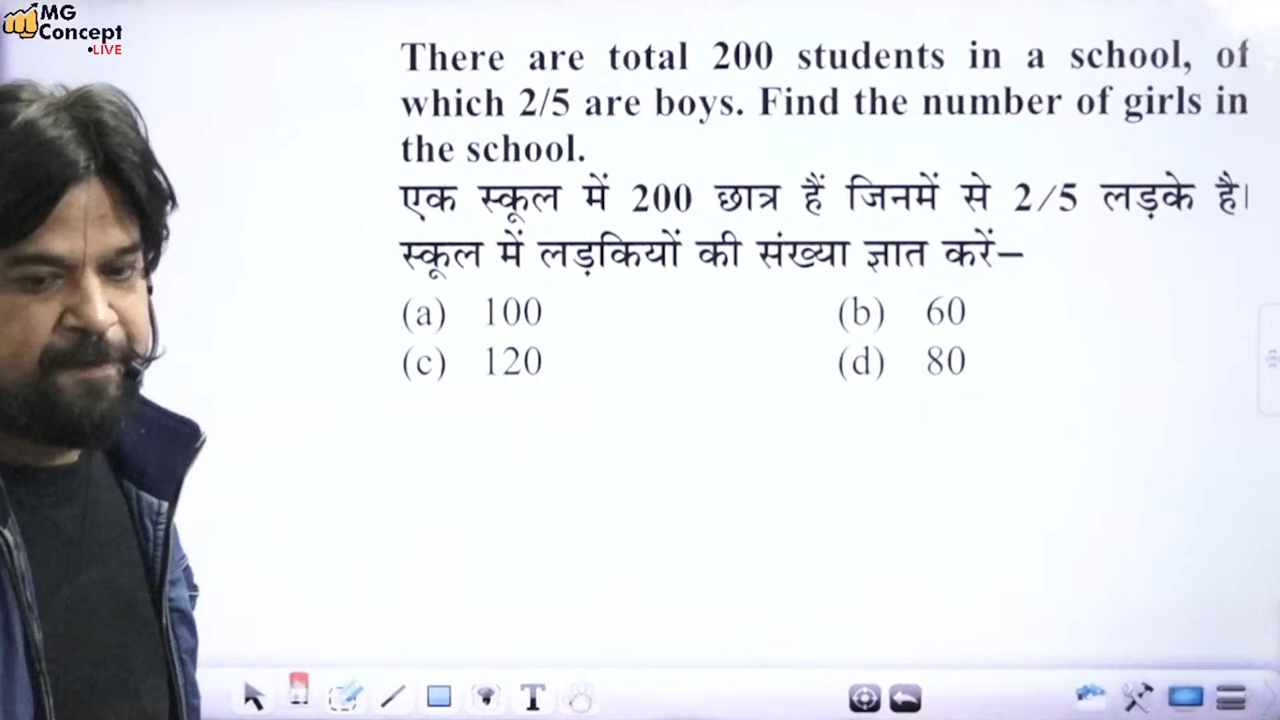 MG
Concept
•LIVE
There are total 200 students in a school, of
which 2/5 are boys. Find the number of girls in
the school.
एक स्कूल में 200 छात्र हैं जिनमें से 2/5 लड़के है।
स्कूल में लड़कियों की संख्या ज्ञात करें–
(a) 100 (b) 60
(c) 120 (d) 80
T